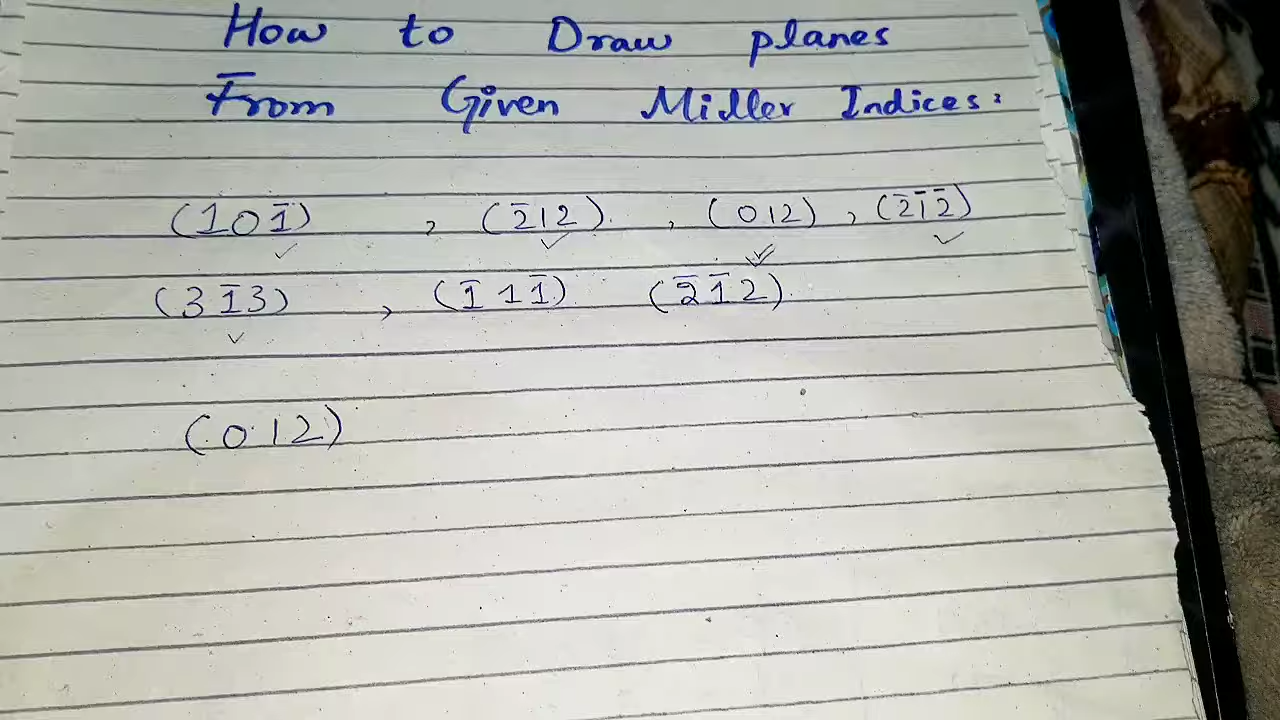 How to Draw planes
From Given Miller Indices:
(1 0 1̄) , (2̄ 1 2) , (0 1 2) , (2̄ 1̄ 2̄)
(3 1̄ 3) , (1̄ 1 1̄) (2̄ 1̄ 2)
(0 1 2)